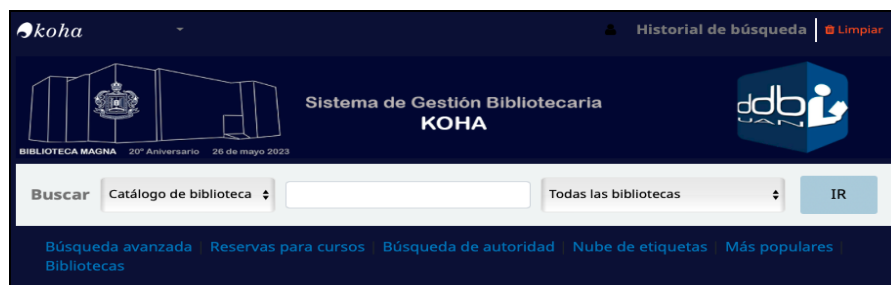 koha
Historial de búsqueda Limpiar
Sistema de Gestión Bibliotecaria
KOHA
ddbi
UAN
BIBLIOTECA MAGNA 20° Aniversario 26 de mayo 2023
Buscar Catálogo de biblioteca Todas las bibliotecas IR
Búsqueda avanzada | Reservas para cursos | Búsqueda de autoridad | Nube de etiquetas | Más populares |
Bibliotecas